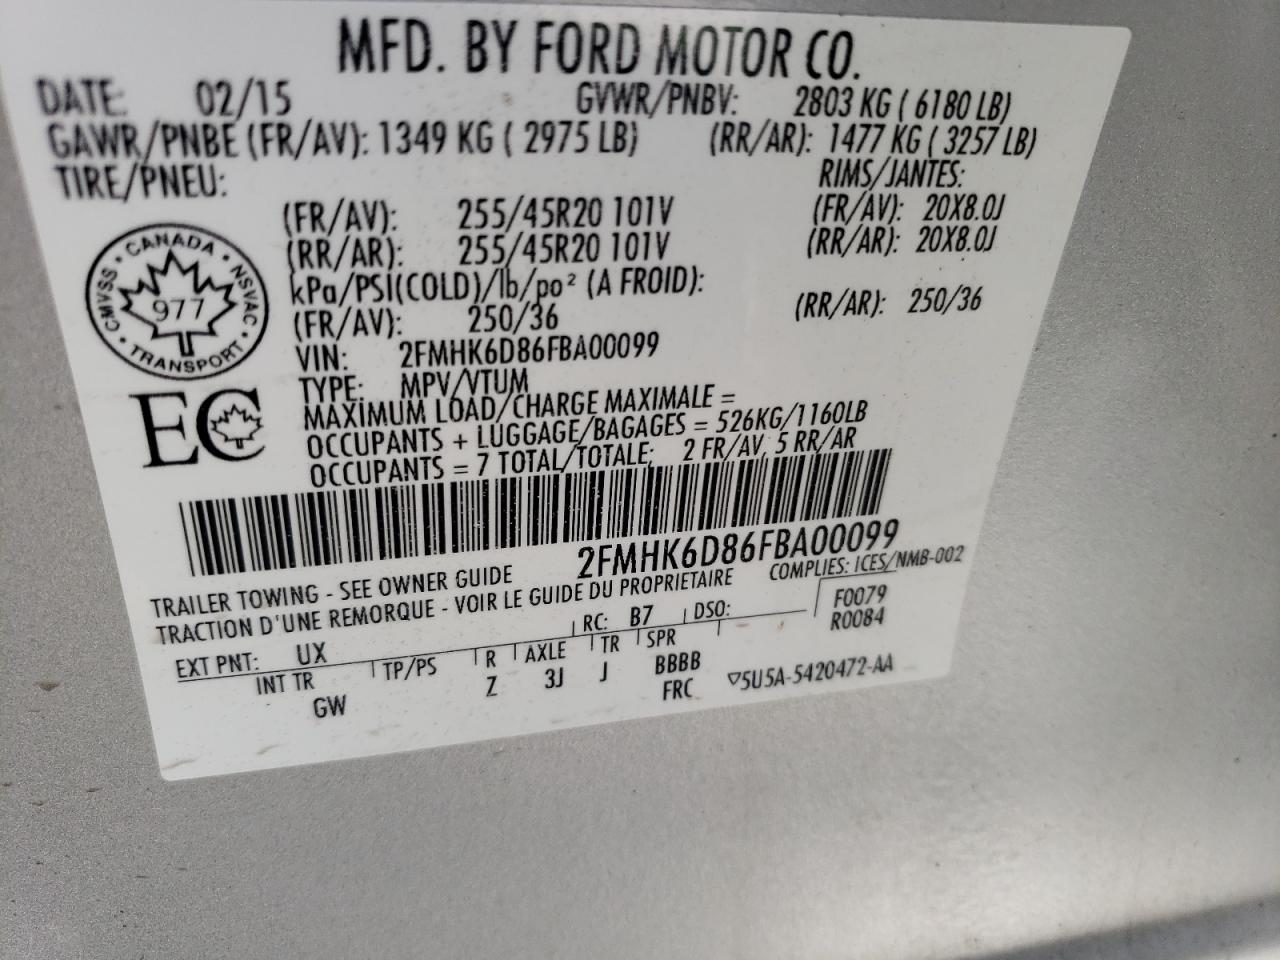 MFD. BY FORD MOTOR CO.
DATE: 02/15 GVWR/PNBV: 2803 KG ( 6180 LB)
GAWR/PNBE (FR/AV): 1349 KG ( 2975 LB) (RR/AR): 1477 KG ( 3257 LB)
TIRE/PNEU: RIMS/JANTES:
(FR/AV): 255/45R20 101V (FR/AV): 20X8.0J
(RR/AR): 255/45R20 101V (RR/AR): 20X8.0J
kPa/PSI(COLD)/lb/po² (A FROID):
(FR/AV): 250/36 (RR/AR): 250/36
CANADA
CMVSS 977 NSVAC
TRANSPORT
VIN: 2FMHK6D86FBA00099
TYPE: MPV/VTUM
EC
MAXIMUM LOAD/CHARGE MAXIMALE =
OCCUPANTS + LUGGAGE/BAGAGES = 526KG/1160LB
OCCUPANTS = 7 TOTAL/TOTALE; 2 FR/AV, 5 RR/AR
2FMHK6D86FBA00099
TRAILER TOWING - SEE OWNER GUIDE
TRACTION D'UNE REMORQUE - VOIR LE GUIDE DU PROPRIETAIRE
COMPLIES: ICES/NMB-002
EXT PNT: UX RC: B7 DSO: F0079
R0084
INT TR TP/PS R AXLE TR SPR
GW Z 3J J BBBB
FRC ▽5U5A-5420472-AA